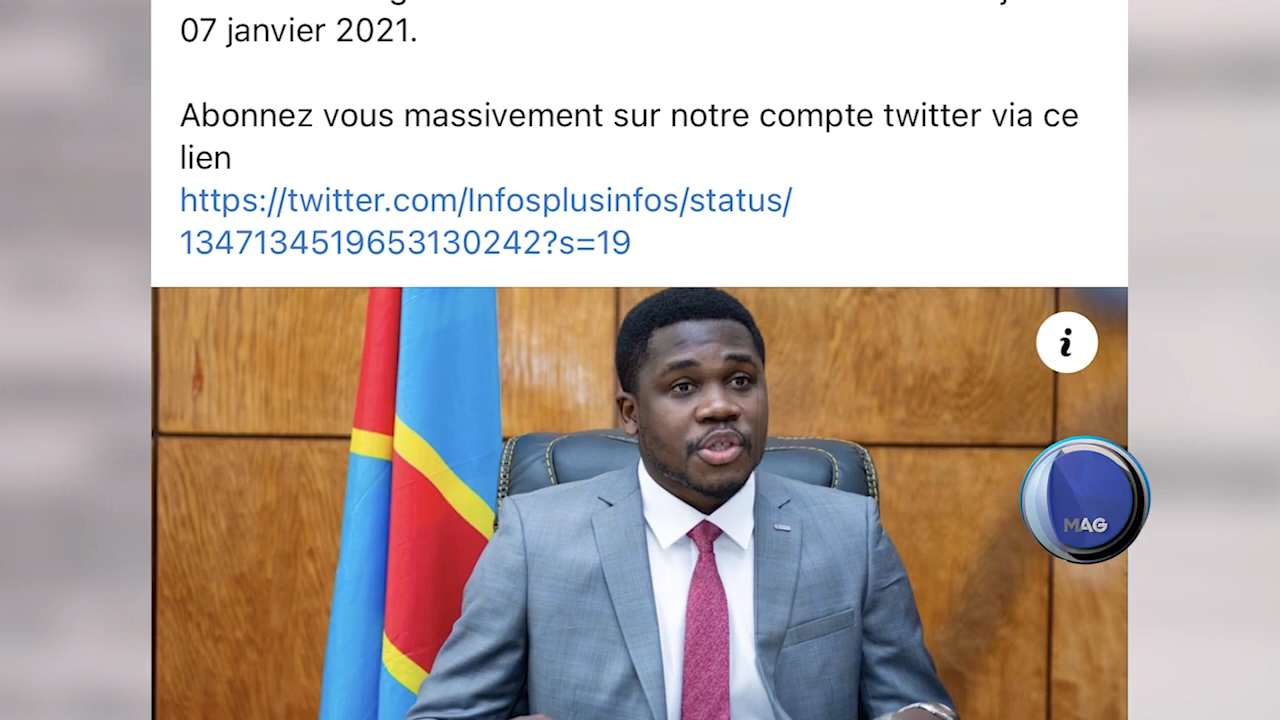 07 janvier 2021.
Abonnez vous massivement sur notre compte twitter via ce
lien
https://twitter.com/Infosplusinfos/status/
1347134519653130242?s=19
i
MAG